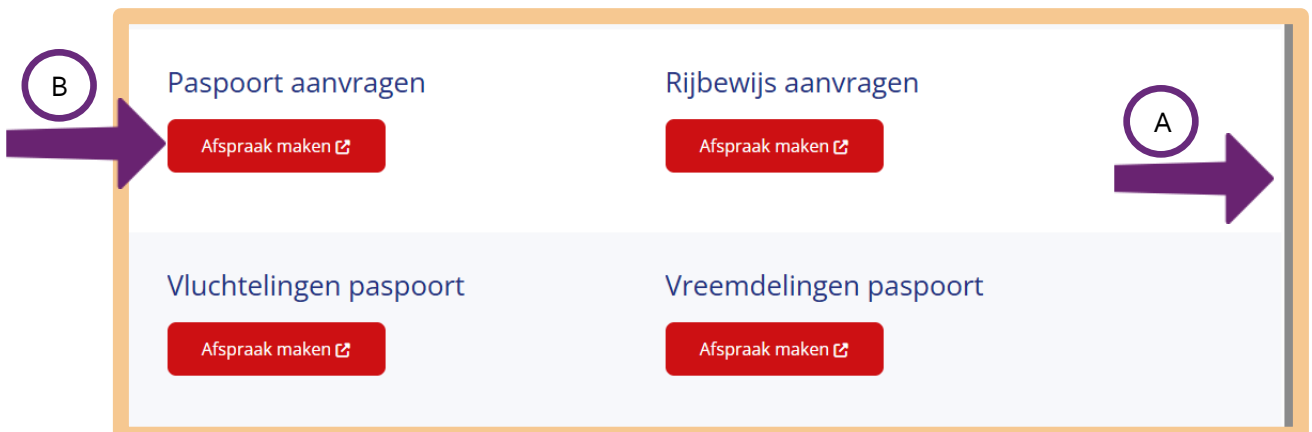 B
Paspoort aanvragen
Rijbewijs aanvragen
A
Afspraak maken
Afspraak maken
Vluchtelingen paspoort
Vreemdelingen paspoort
Afspraak maken
Afspraak maken